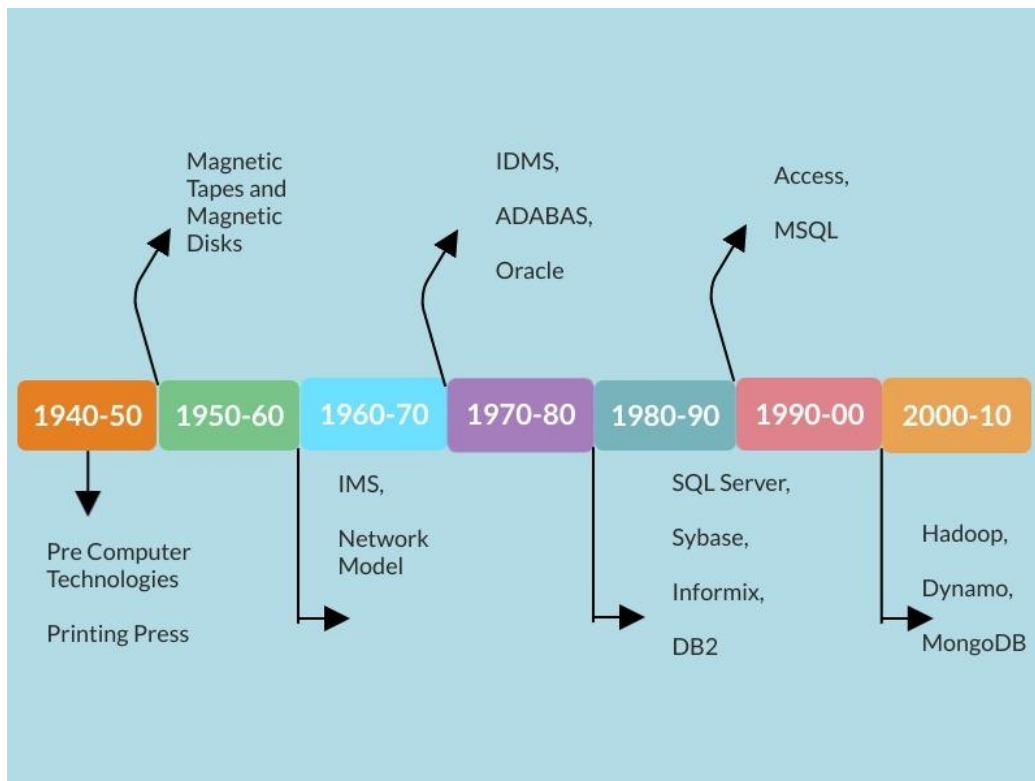 Magnetic
Tapes and
Magnetic
Disks
IDMS,
ADABAS,
Oracle
Access,
MSQL
1940-50
1950-60
1960-70
1970-80
1980-90
1990-00
2000-10
Pre Computer
Technologies
Printing Press
IMS,
Network
Model
SQL Server,
Sybase,
Informix,
DB2
Hadoop,
Dynamo,
MongoDB